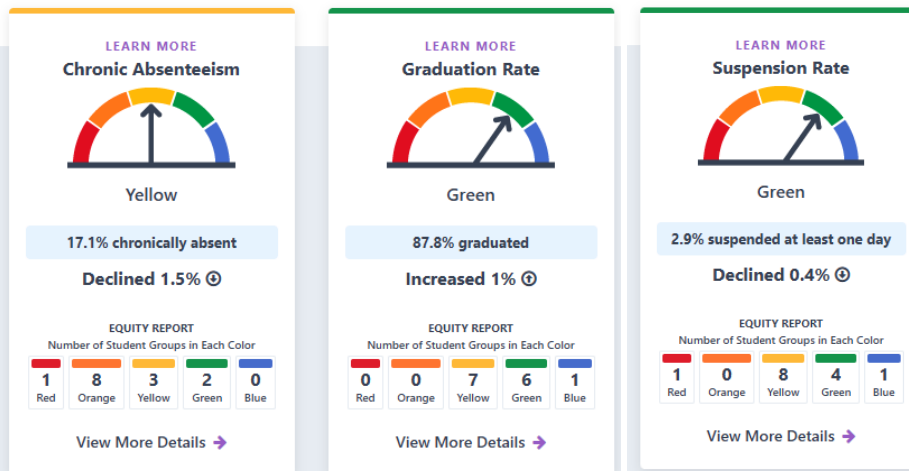 LEARN MORE
Chronic Absenteeism
Yellow
17.1% chronically absent
Declined 1.5%
EQUITY REPORT
Number of Student Groups in Each Color
1 8 3 2 0
Red Orange Yellow Green Blue
View More Details
LEARN MORE
Graduation Rate
Green
87.8% graduated
Increased 1%
EQUITY REPORT
Number of Student Groups in Each Color
0 0 7 6 1
Red Orange Yellow Green Blue
View More Details
LEARN MORE
Suspension Rate
Green
2.9% suspended at least one day
Declined 0.4%
EQUITY REPORT
Number of Student Groups in Each Color
1 0 8 4 1
Red Orange Yellow Green Blue
View More Details